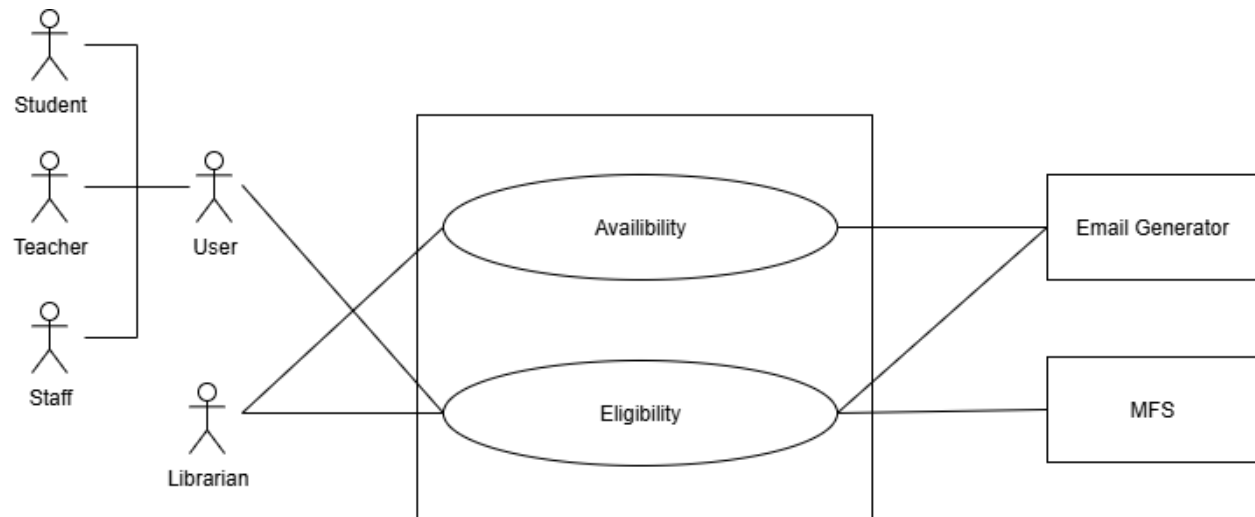 Student
Teacher
User
Staff
Librarian
Availibility
Eligibility
Email Generator
MFS